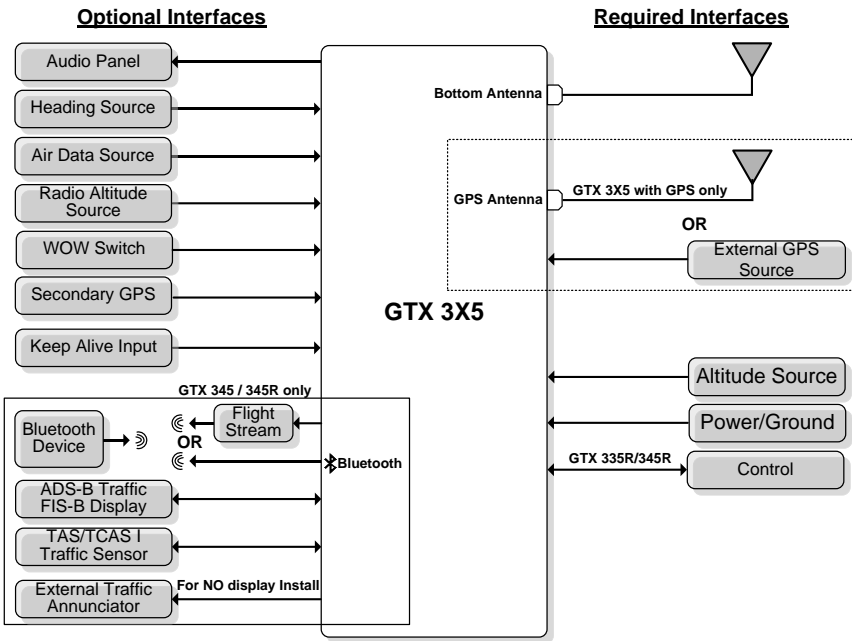 Optional Interfaces
Required Interfaces
Audio Panel
Heading Source
Air Data Source
Radio Altitude
Source
WOW Switch
Secondary GPS
Keep Alive Input
GTX 345 / 345R only
Bluetooth
Device
Flight
Stream
OR
Bluetooth
ADS-B Traffic
FIS-B Display
TAS/TCAS I
Traffic Sensor
External Traffic
Annunciator
For NO display Install
GTX 3X5
Bottom Antenna
GPS Antenna
GTX 3X5 with GPS only
OR
External GPS
Source
Altitude Source
Power/Ground
GTX 335R/345R
Control